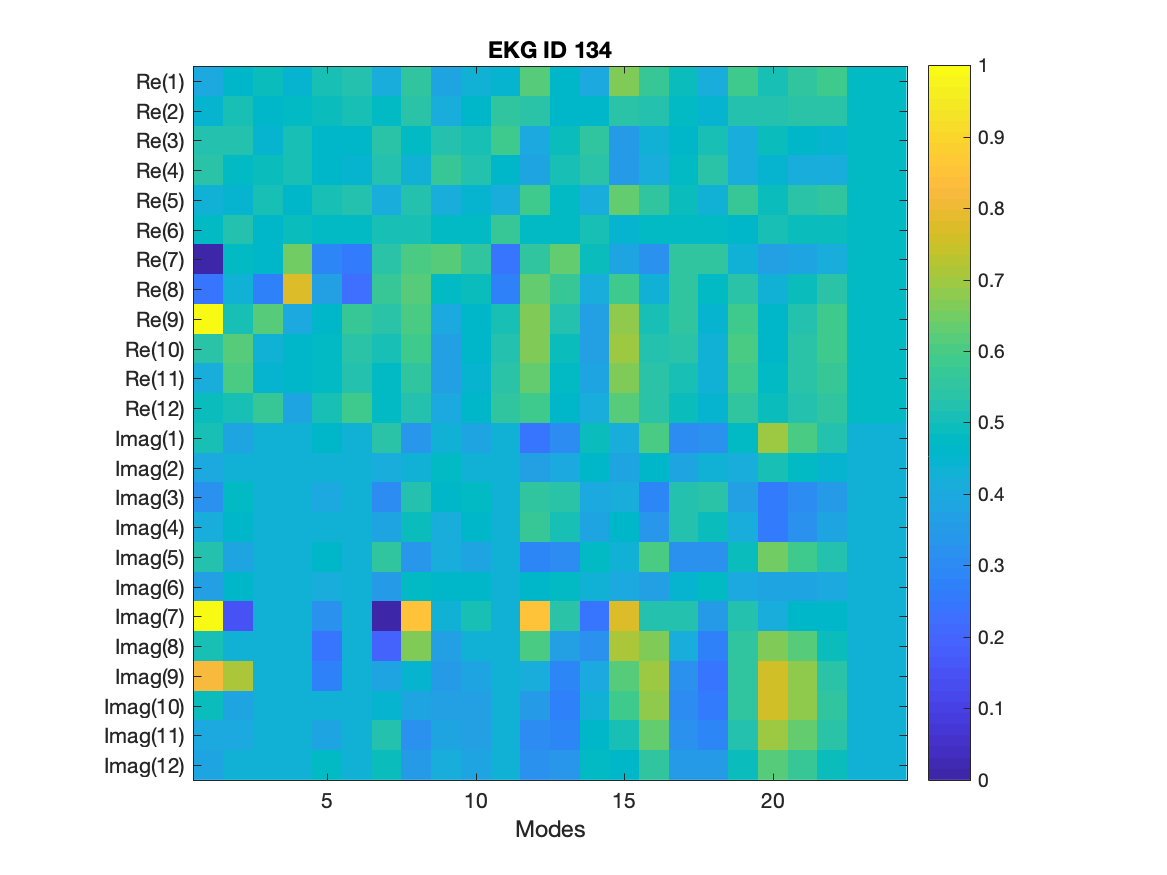 EKG ID 134
Re(1)
Re(2)
Re(3)
Re(4)
Re(5)
Re(6)
Re(7)
Re(8)
Re(9)
Re(10)
Re(11)
Re(12)
Imag(1)
Imag(2)
Imag(3)
Imag(4)
Imag(5)
Imag(6)
Imag(7)
Imag(8)
Imag(9)
Imag(10)
Imag(11)
Imag(12)
5 10 15 20
Modes
1
0.9
0.8
0.7
0.6
0.5
0.4
0.3
0.2
0.1
0